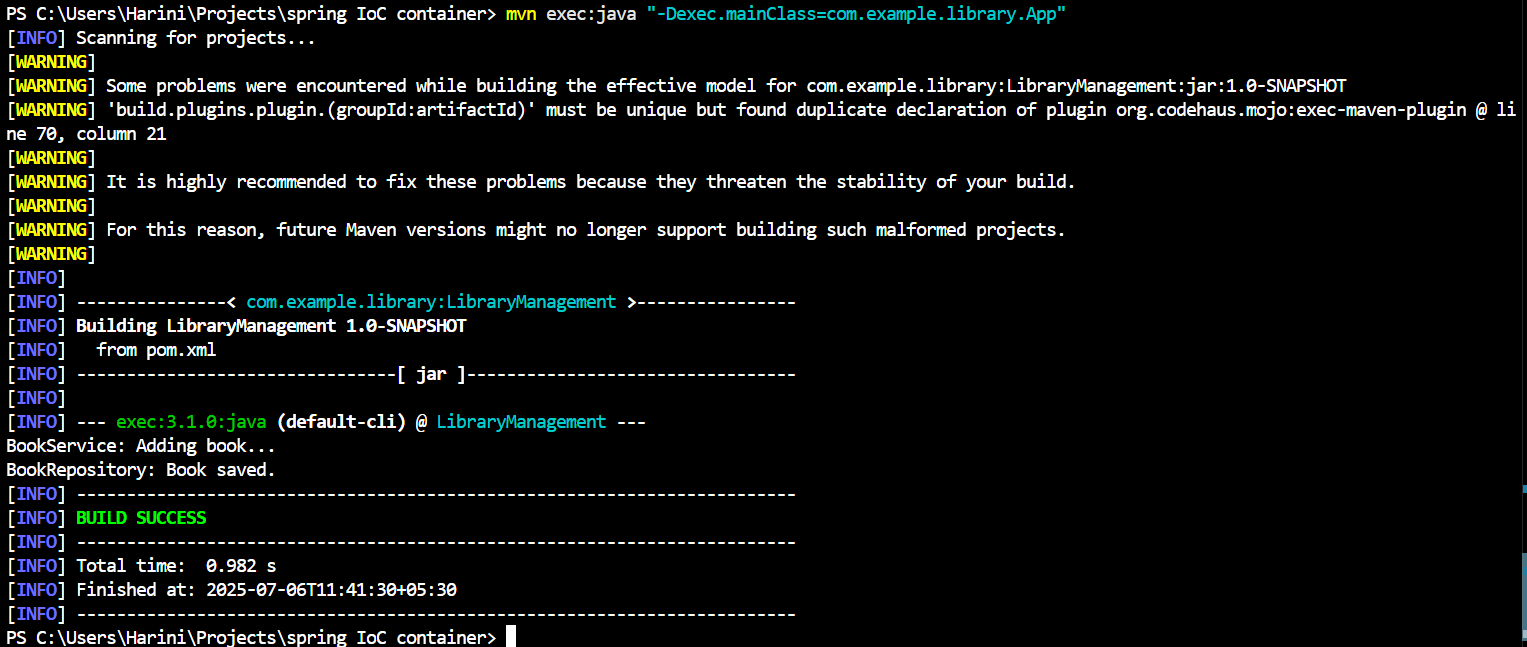 PS C:\Users\Harini\Projects\spring IoC container> mvn exec:java "-Dexec.mainClass=com.example.library.App"
[INFO] Scanning for projects...
[WARNING]
[WARNING] Some problems were encountered while building the effective model for com.example.library:LibraryManagement:jar:1.0-SNAPSHOT
[WARNING] 'build.plugins.plugin.(groupId:artifactId)' must be unique but found duplicate declaration of plugin org.codehaus.mojo:exec-maven-plugin @ li
ne 70, column 21
[WARNING]
[WARNING] It is highly recommended to fix these problems because they threaten the stability of your build.
[WARNING]
[WARNING] For this reason, future Maven versions might no longer support building such malformed projects.
[WARNING]
[INFO]
[INFO] ---------------< com.example.library:LibraryManagement >----------------
[INFO] Building LibraryManagement 1.0-SNAPSHOT
[INFO]   from pom.xml
[INFO] --------------------------------[ jar ]---------------------------------
[INFO]
[INFO] --- exec:3.1.0:java (default-cli) @ LibraryManagement ---
BookService: Adding book...
BookRepository: Book saved.
[INFO] ------------------------------------------------------------------------
[INFO] BUILD SUCCESS
[INFO] ------------------------------------------------------------------------
[INFO] Total time:  0.982 s
[INFO] Finished at: 2025-07-06T11:41:30+05:30
[INFO] ------------------------------------------------------------------------
PS C:\Users\Harini\Projects\spring IoC container>